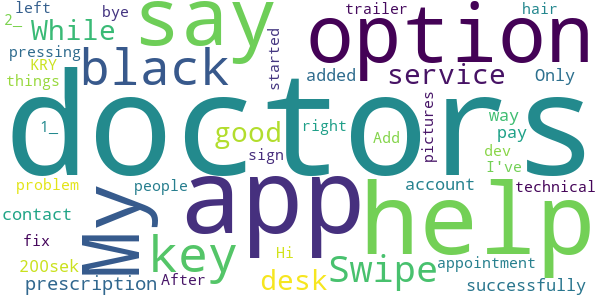 left bye trailer hair
2_ While say option
pressing black started added service Only
KRY
things
doctors
1_ good right Add pictures way pay
sign dev
I've
problem people My app help account technical
contact
fix key Hi Swipe appointment
200sek After desk
prescription successfully